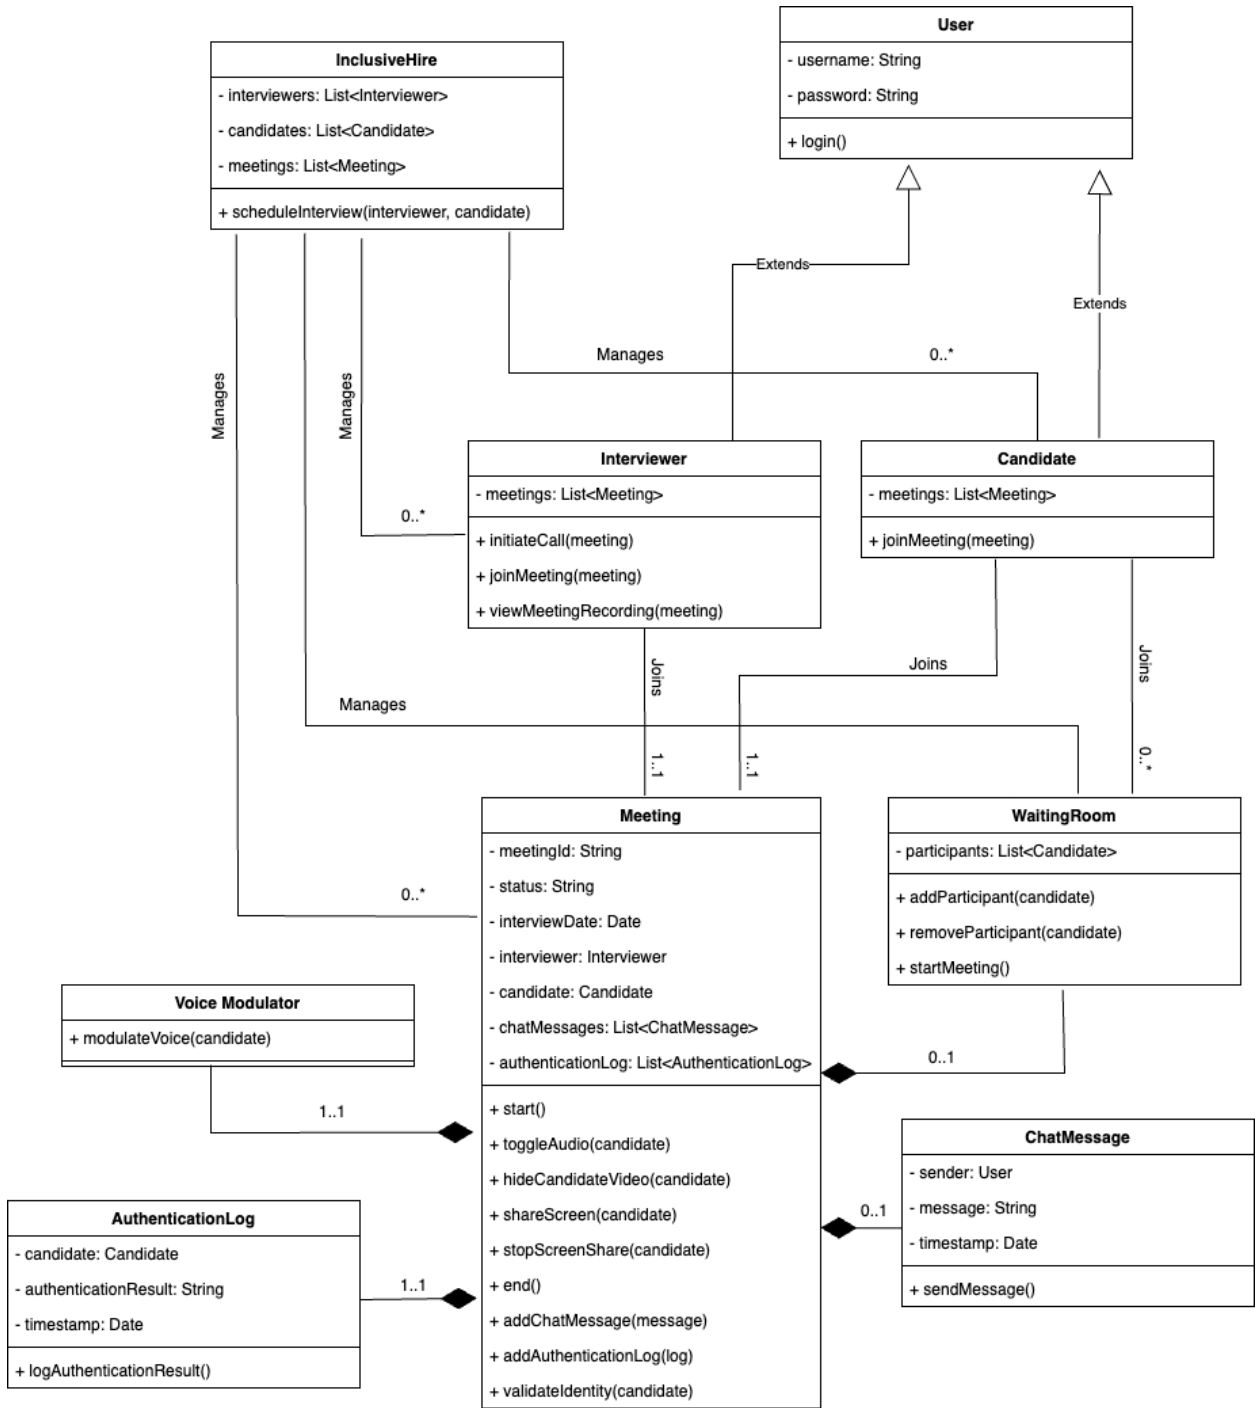 User
- username: String
- password: String
+ login()
InclusiveHire
- interviewers: List<Interviewer>
- candidates: List<Candidate>
- meetings: List<Meeting>
+ scheduleInterview(interviewer, candidate)
Extends
Extends
Manages
Manages
Manages
0..*
Interviewer
- meetings: List<Meeting>
+ initiateCall(meeting)
+ joinMeeting(meeting)
+ viewMeetingRecording(meeting)
0..*
Candidate
- meetings: List<Meeting>
+ joinMeeting(meeting)
Joins
Joins
Joins
Manages
1..1
1..1
0..*
Meeting
- meetingId: String
- status: String
- interviewDate: Date
- interviewer: Interviewer
- candidate: Candidate
- chatMessages: List<ChatMessage>
- authenticationLog: List<AuthenticationLog>
+ start()
+ toggleAudio(candidate)
+ hideCandidateVideo(candidate)
+ shareScreen(candidate)
+ stopScreenShare(candidate)
+ end()
+ addChatMessage(message)
+ addAuthenticationLog(log)
+ validateIdentity(candidate)
0..*
WaitingRoom
- participants: List<Candidate>
+ addParticipant(candidate)
+ removeParticipant(candidate)
+ startMeeting()
0..1
Voice Modulator
+ modulateVoice(candidate)
1..1
ChatMessage
- sender: User
- message: String
- timestamp: Date
+ sendMessage()
0..1
AuthenticationLog
- candidate: Candidate
- authenticationResult: String
- timestamp: Date
+ logAuthenticationResult()
1..1